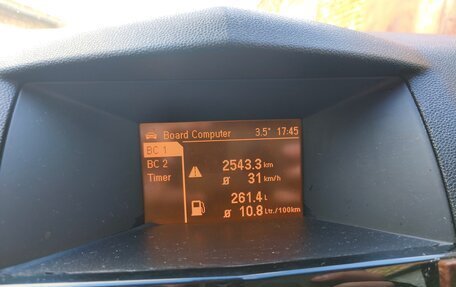 Board Computer 3.5° 17:45
BC 1
2543.3 km
BC 2
Ø 31 km/h
Timer
261.4 l
Ø 10.8 Ltr./100km